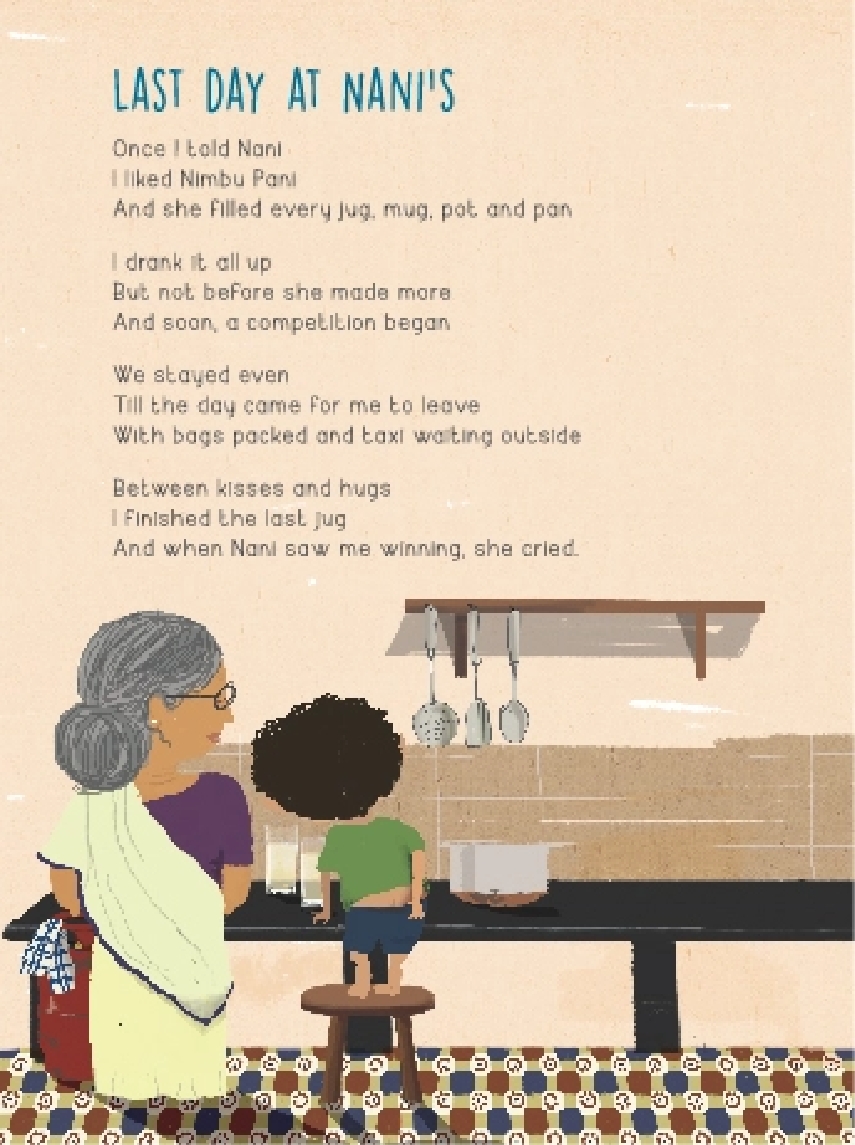 LAST DAY AT NANI'S
Once I told Nani
I liked Nimbu Pani
And she filled every jug, mug, pot and pan
I drank it all up
But not before she made more
And soon, a competition began
We stayed even
Till the day came for me to leave
With bags packed and taxi waiting outside
Between kisses and hugs
I finished the last jug
And when Nani saw me winning, she cried.